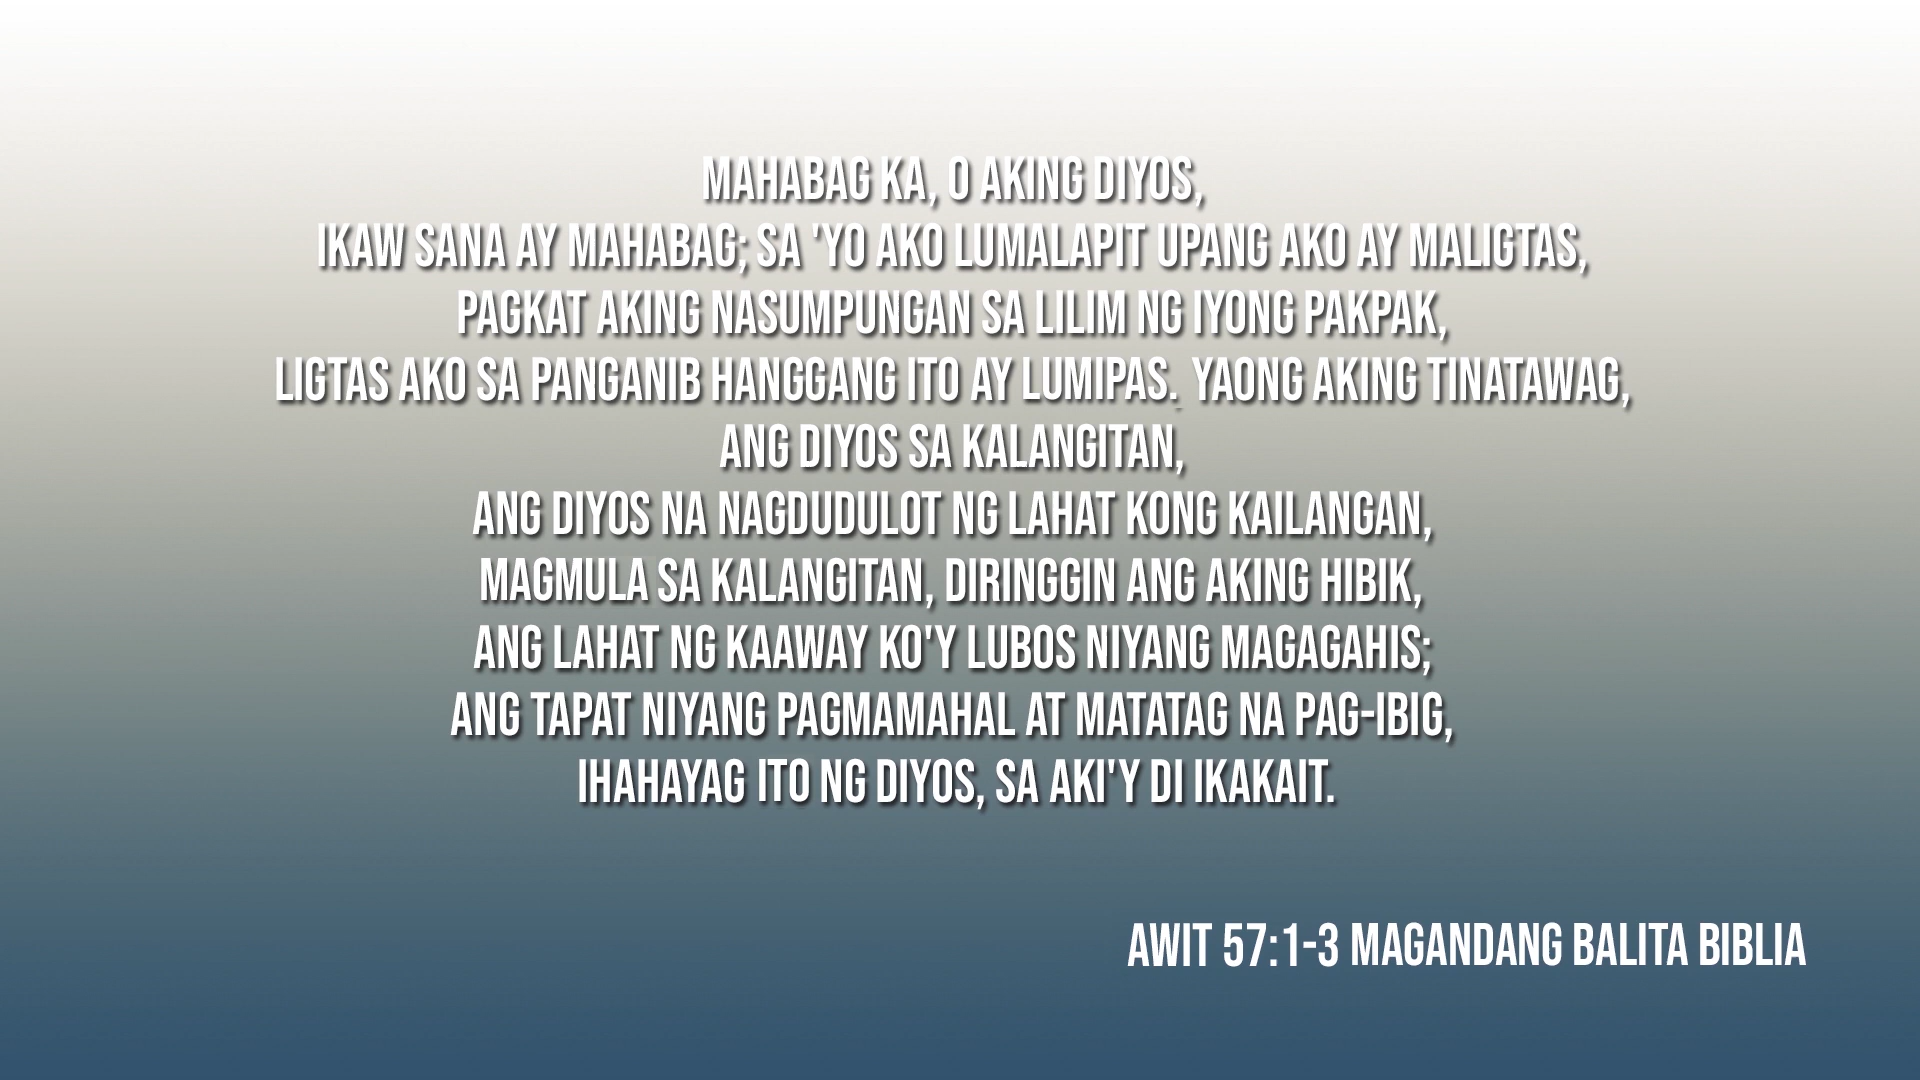 MAHABAG KA, O AKING DIYOS,
IKAW SANA AY MAHABAG; SA 'YO AKO LUMALAPIT UPANG AKO AY MALIGTAS,
PAGKAT AKING NASUMPUNGAN SA LILIM NG IYONG PAKPAK,
LIGTAS AKO SA PANGANIB HANGGANG ITO AY LUMIPAS. YAONG AKING TINATAWAG,
ANG DIYOS SA KALANGITAN,
ANG DIYOS NA NAGDUDULOT NG LAHAT KONG KAILANGAN,
MAGMULA SA KALANGITAN, DIRINGGIN ANG AKING HIBIK,
ANG LAHAT NG KAAWAY KO'Y LUBOS NIYANG MAGAGAHIS;
ANG TAPAT NIYANG PAGMAMAHAL AT MATATAG NA PAG-IBIG,
IHAHAYAG ITO NG DIYOS, SA AKI'Y DI IKAKAIT.
AWIT 57:1-3 MAGANDANG BALITA BIBLIA